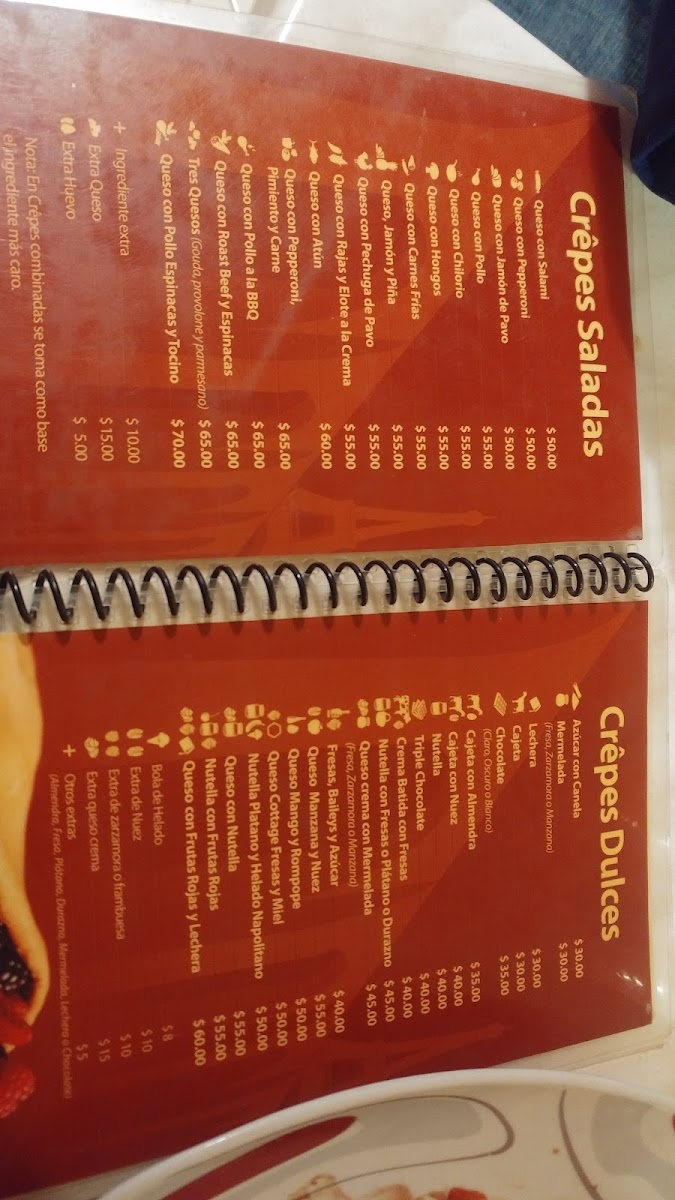 Crêpes Saladas
Queso con Salami $ 50.00
Queso con Pepperoni $ 50.00
Queso con Jamón de Pavo $ 50.00
Queso con Pollo $ 55.00
Queso con Chilorio $ 55.00
Queso con Hongos $ 55.00
Queso con Carnes Frías $ 55.00
Queso, Jamón y Piña $ 55.00
Queso con Pechuga de Pavo $ 55.00
Queso con Rajas y Elote a la Crema $ 55.00
Queso con Atún $ 60.00
Queso con Pepperoni,
Pimiento y Carne $ 65.00
Queso con Pollo a la BBQ $ 65.00
Queso con Roast Beef y Espinacas $ 65.00
Tres Quesos (Gouda, provolone y parmesano) $ 65.00
Queso con Pollo Espinacas y Tocino $ 70.00
+ Ingrediente extra $ 10.00
Extra Queso $ 15.00
Extra Huevo $ 5.00
Nota: En Crêpes combinadas se toma como base
el ingrediente más caro.
Crêpes Dulces
Azúcar con Canela $ 30.00
Mermelada $ 30.00
(Fresa, Zarzamora o Manzana)
Lechera $ 30.00
Cajeta $ 30.00
Chocolate $ 35.00
(Claro, Oscuro o Blanco)
Cajeta con Almendra $ 35.00
Cajeta con Nuez $ 40.00
Nutella $ 40.00
Triple Chocolate $ 40.00
Crema Batida con Fresas $ 40.00
Nutella con Fresas o Plátano o Durazno $ 45.00
Queso crema con Mermelada $ 45.00
(Fresa, Zarzamora o Manzana)
Fresas, Baileys y Azúcar $ 40.00
Queso Manzana y Nuez $ 55.00
Queso Mango y Rompope $ 50.00
Queso Cottage Fresas y Miel $ 50.00
Nutella Platano y Helado Napolitano $ 50.00
Queso con Nutella $ 55.00
Nutella con Frutas Rojas $ 55.00
Queso con Frutas Rojas y Lechera $ 60.00
Bola de Helado $ 8
Extra de Nuez $ 10
Extra de zarzamora o frambuesa $ 10
Extra queso crema $ 15
+ Otros extras $ 5
(Almendra, Fresa, Plátano, Durazno, Mermelada, Lechera o Chocolate)